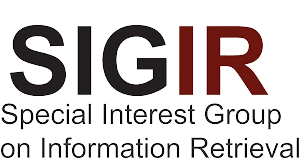 SIGIR
Special Interest Group
on Information Retrieval